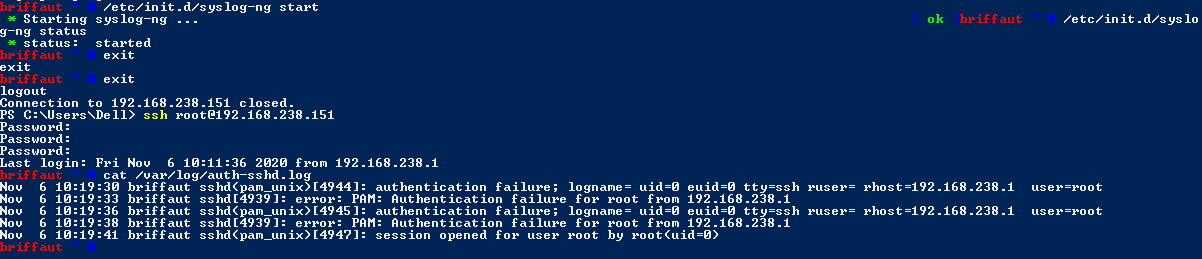 briffaut ~ # /etc/init.d/syslog-ng start
 * Starting syslog-ng ... [ ok ]briffaut ~ # /etc/init.d/syslo
g-ng status
 * status:  started
briffaut ~ # exit
exit
briffaut ~ # exit
logout
Connection to 192.168.238.151 closed.
PS C:\Users\Dell> ssh root@192.168.238.151
Password:
Password:
Password:
Last login: Fri Nov  6 10:11:36 2020 from 192.168.238.1
briffaut ~ # cat /var/log/auth-sshd.log
Nov  6 10:19:30 briffaut sshd(pam_unix)[4944]: authentication failure; logname= uid=0 euid=0 tty=ssh ruser= rhost=192.168.238.1  user=root
Nov  6 10:19:33 briffaut sshd[4939]: error: PAM: Authentication failure for root from 192.168.238.1
Nov  6 10:19:36 briffaut sshd(pam_unix)[4945]: authentication failure; logname= uid=0 euid=0 tty=ssh ruser= rhost=192.168.238.1  user=root
Nov  6 10:19:38 briffaut sshd[4939]: error: PAM: Authentication failure for root from 192.168.238.1
Nov  6 10:19:41 briffaut sshd(pam_unix)[4947]: session opened for user root by root(uid=0)
briffaut ~ #